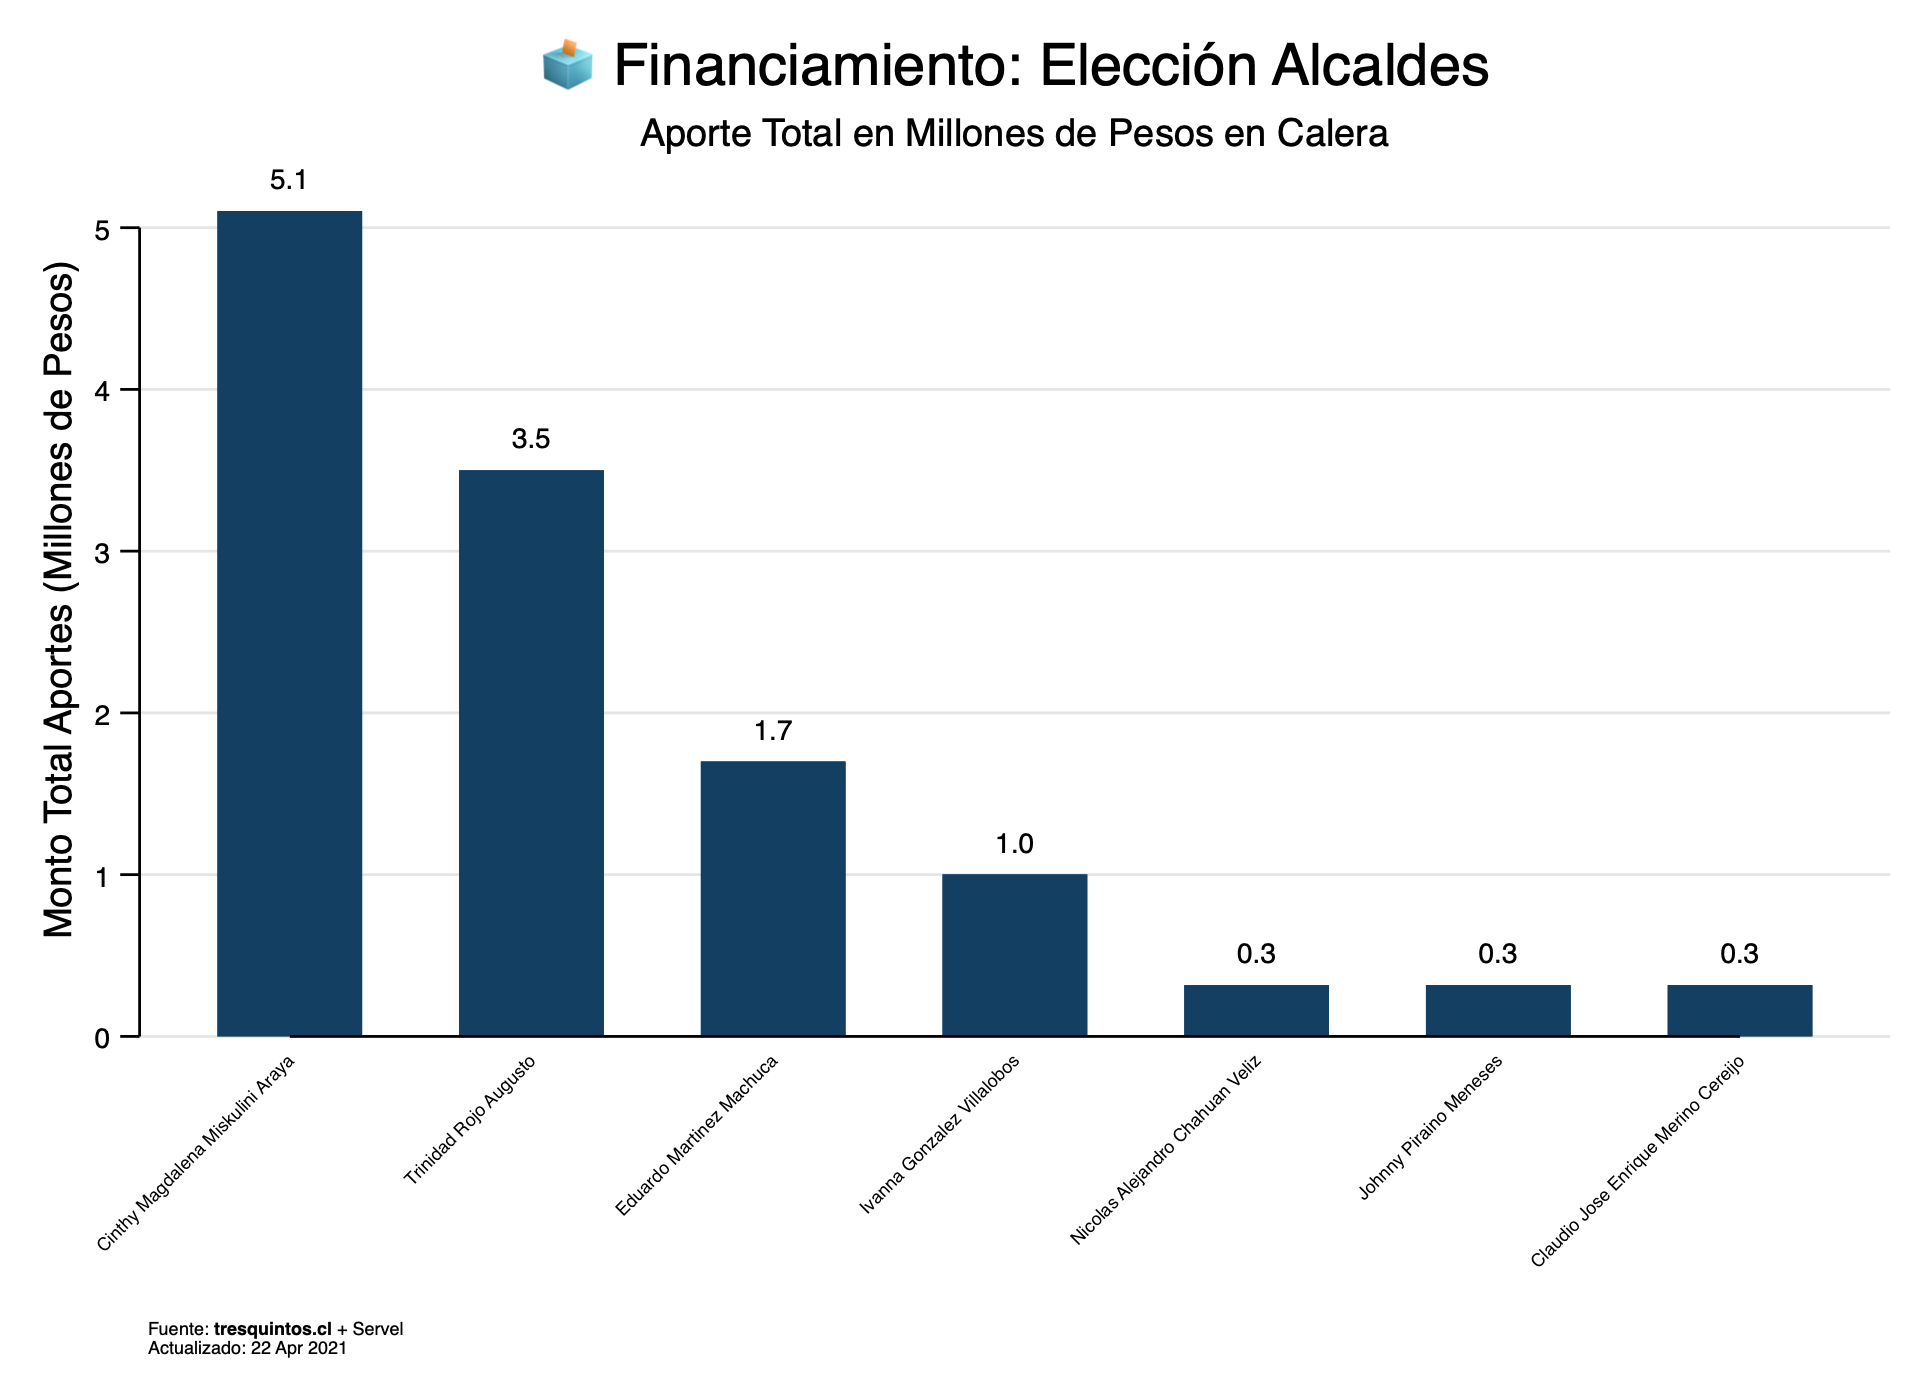 Financiamiento: Elección Alcaldes
Aporte Total en Millones de Pesos en Calera
Monto Total Aportes (Millones de Pesos)
5
4
3
2
1
0
5.1
3.5
1.7
1.0
0.3
0.3
0.3
Cinthy Magdalena Miskulini Araya
Trinidad Rojo Augusto
Eduardo Martinez Machuca
Ivanna Gonzalez Villalobos
Nicolas Alejandro Chahuan Veliz
Johnny Piraino Meneses
Claudio Jose Enrique Merino Cereijo
Fuente: tresquintos.cl + Servel
Actualizado: 22 Apr 2021